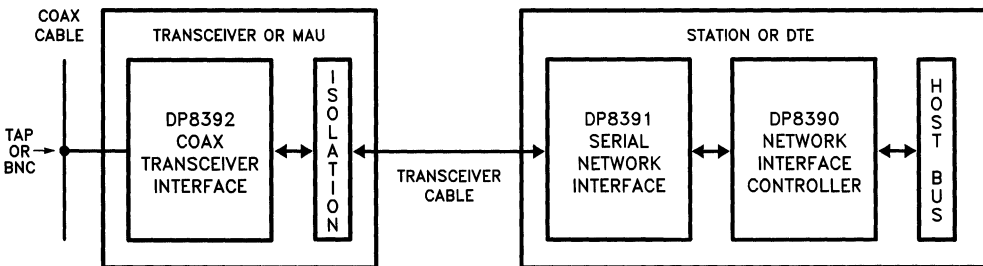 COAX
CABLE
TRANSCEIVER OR MAU
STATION OR DTE
TAP
OR
BNC
DP8392
COAX
TRANSCEIVER
INTERFACE
ISOLATION
TRANSCEIVER
CABLE
DP8391
SERIAL
NETWORK
INTERFACE
DP8390
NETWORK
INTERFACE
CONTROLLER
HOST BUS